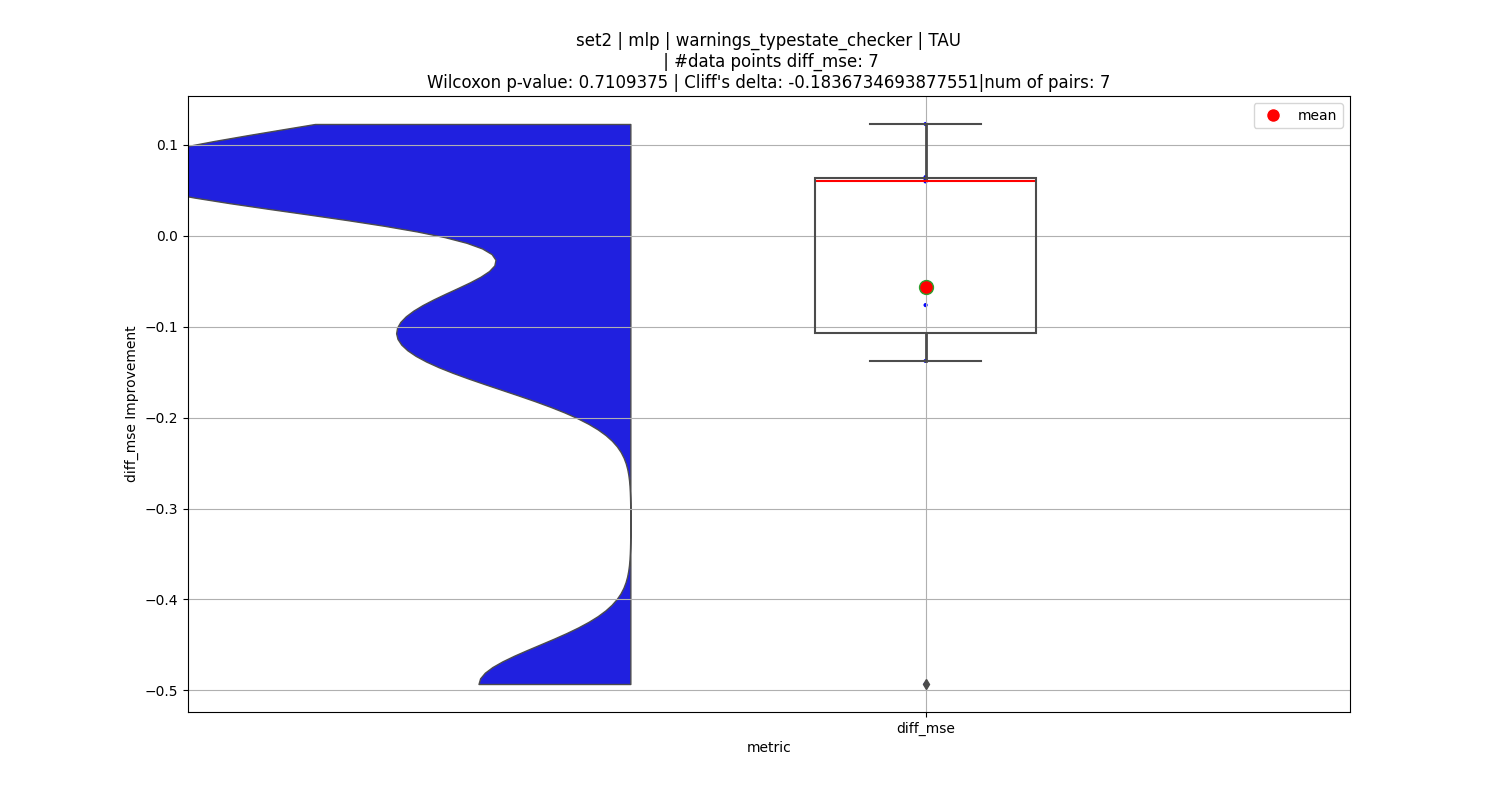 set2 | mlp | warnings_typestate_checker | TAU
| #data points diff_mse: 7
Wilcoxon p-value: 0.7109375 | Cliff's delta: -0.1836734693877551|num of pairs: 7
mean
0.1
0.0
−0.1
−0.2
−0.3
−0.4
−0.5
diff_mse Improvement
diff_mse
metric